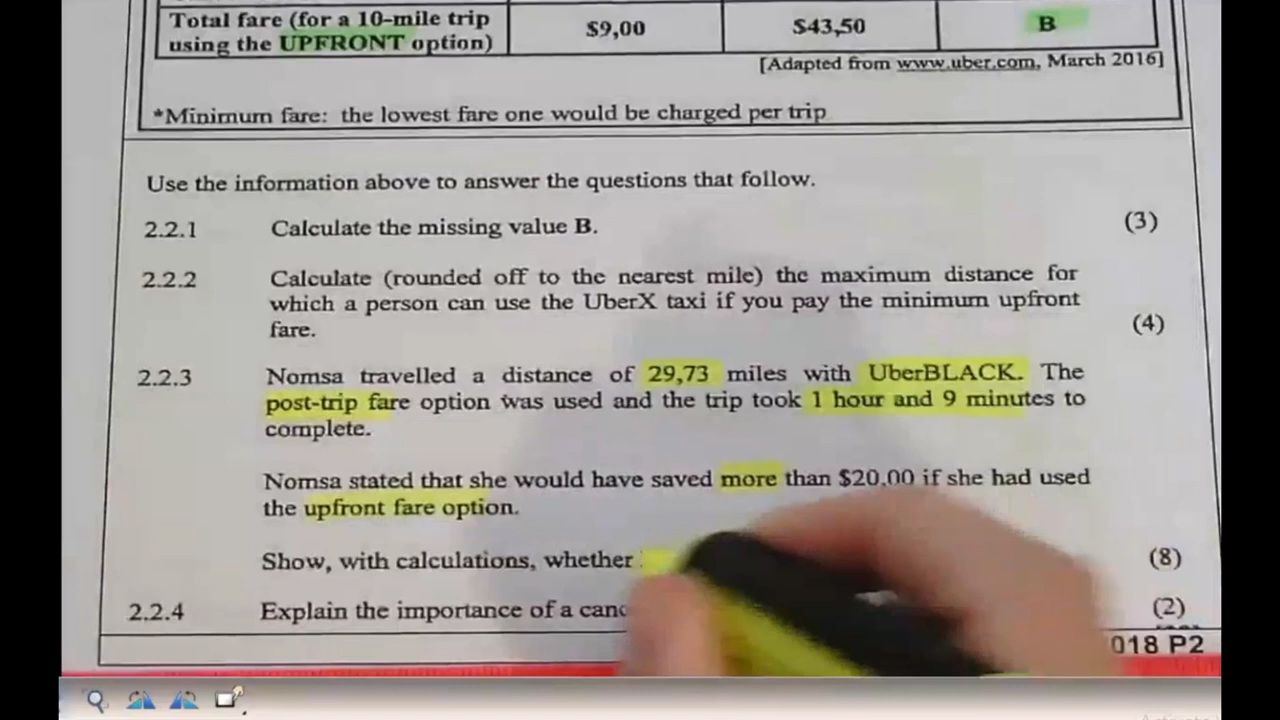 Total fare (for a 10-mile trip
using the UPFRONT option)
$9,00
$43,50
B
[Adapted from www.uber.com, March 2016]
*Minimum fare: the lowest fare one would be charged per trip
Use the information above to answer the questions that follow.
2.2.1 Calculate the missing value B. (3)
2.2.2 Calculate (rounded off to the nearest mile) the maximum distance for
which a person can use the UberX taxi if you pay the minimum upfront
fare. (4)
2.2.3 Nomsa travelled a distance of 29,73 miles with UberBLACK. The
post-trip fare option was used and the trip took 1 hour and 9 minutes to
complete.
Nomsa stated that she would have saved more than $20,00 if she had used
the upfront fare option.
Show, with calculations, whether (8)
2.2.4 Explain the importance of a (2)
018 P2